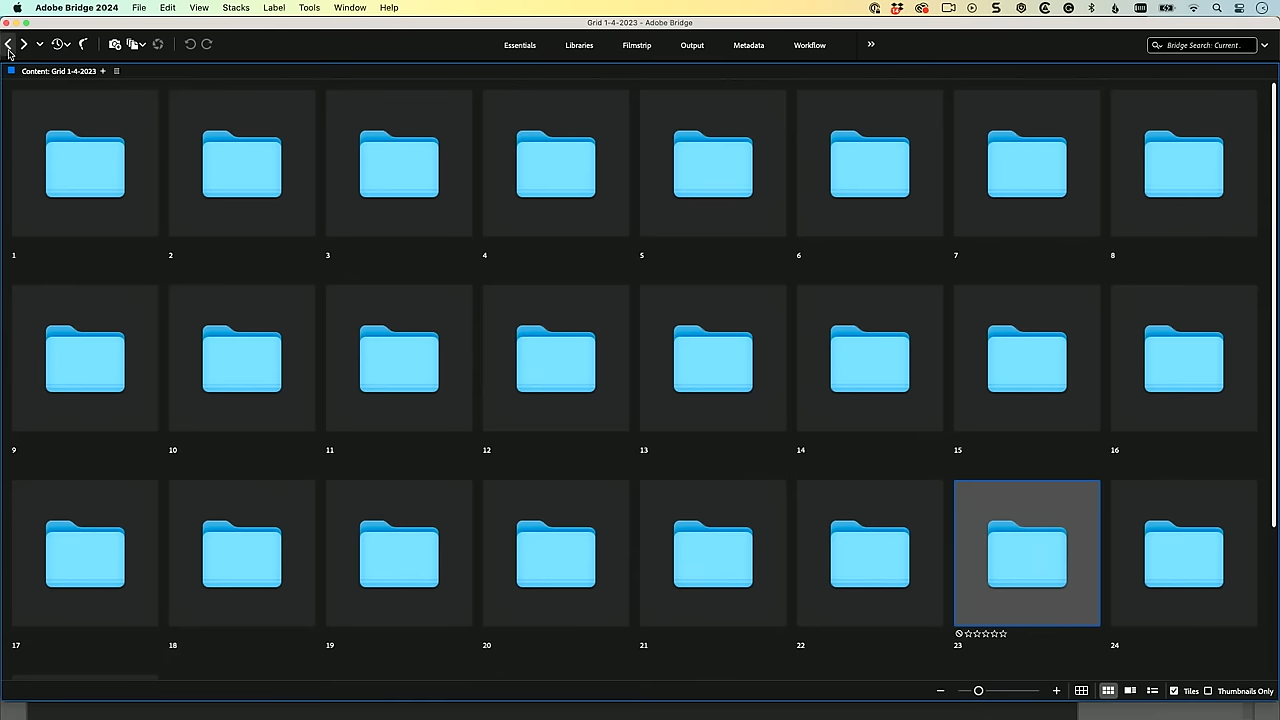 Adobe Bridge 2024 File Edit View Stacks Label Tools Window Help
Grid 1-4-2023 – Adobe Bridge
Essentials Libraries Filmstrip Output Metadata Workflow
Bridge Search: Current .
Content: Grid 1-4-2023
1 2 3 4 5 6 7 8
9 10 11 12 13 14 15 16
17 18 19 20 21 22 23 24
Tiles Thumbnails Only